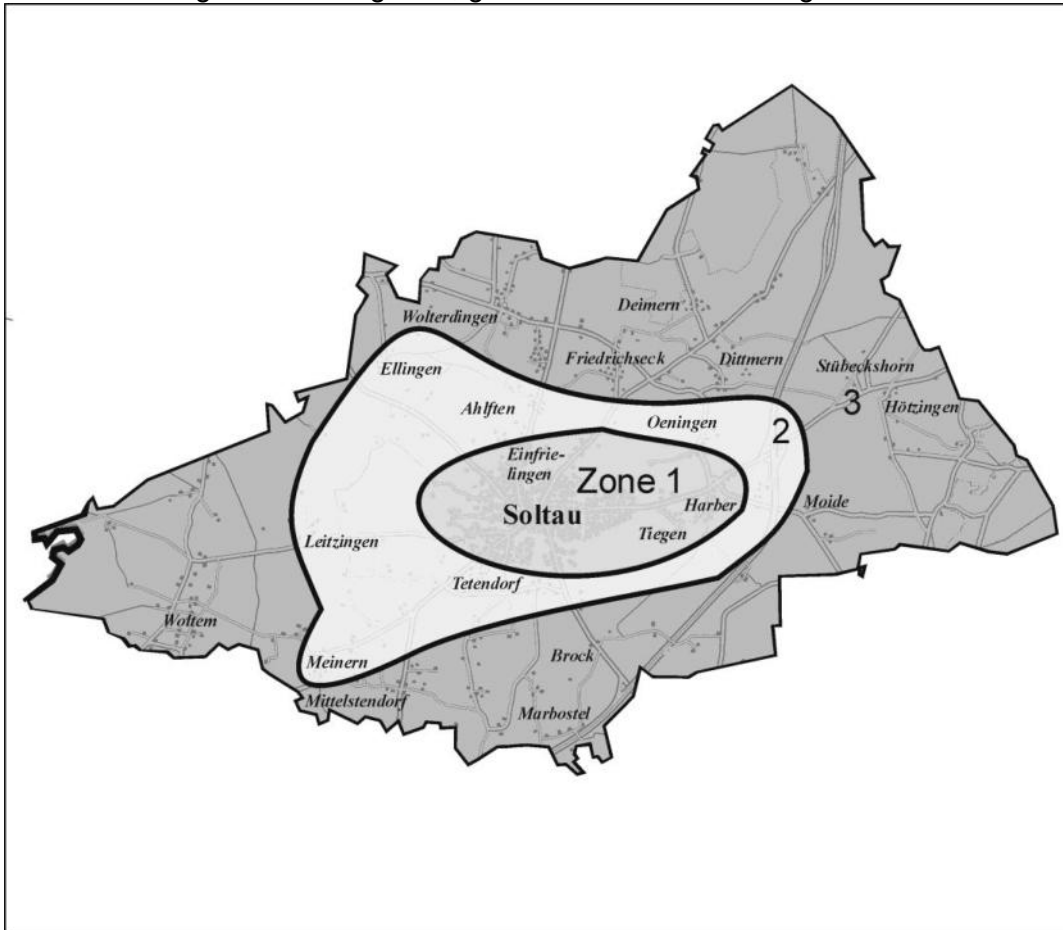 Deimern
Wolterdingen
Friedrichseck
Dittmern
Stübeckshorn
Ellingen
3
Hötzingen
Ahlften
Oeningen
2
Einfrie-
lingen
Zone 1
Soltau
Harber
Moide
Tiegen
Leitzingen
Tetendorf
Woltem
Meinern
Brock
Mittelstendorf
Marbostel